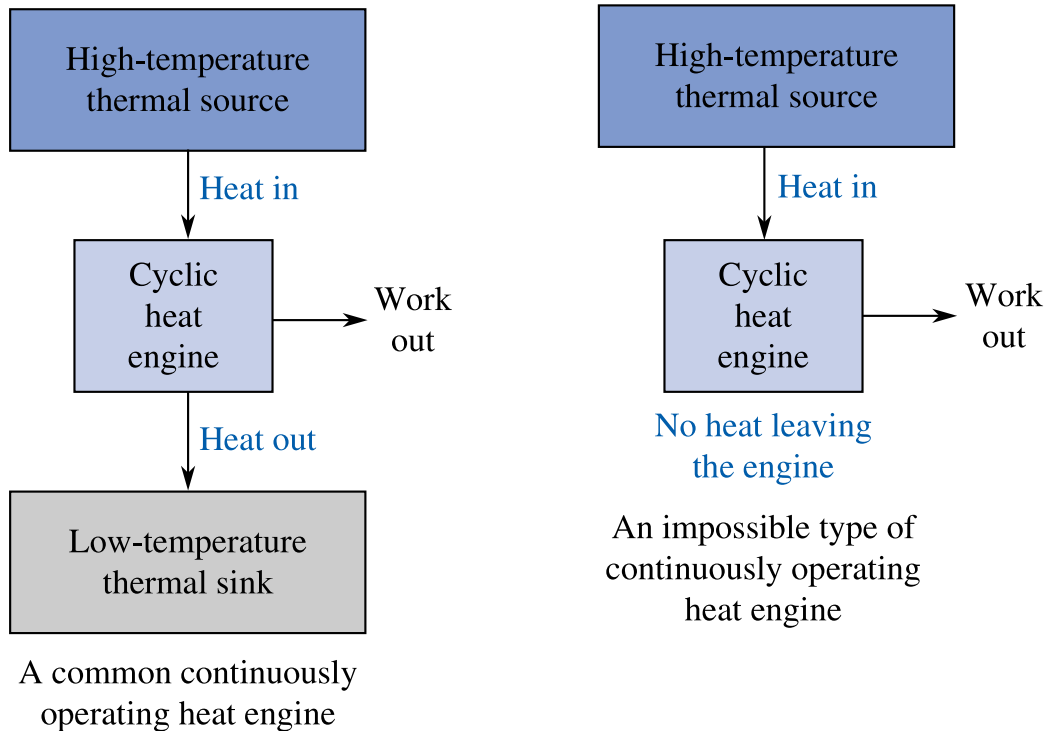 High-temperature
thermal source
Heat in
Cyclic
heat
engine
Work
out
Heat out
Low-temperature
thermal sink
A common continuously
operating heat engine
High-temperature
thermal source
Heat in
Cyclic
heat
engine
Work
out
No heat leaving
the engine
An impossible type of
continuously operating
heat engine